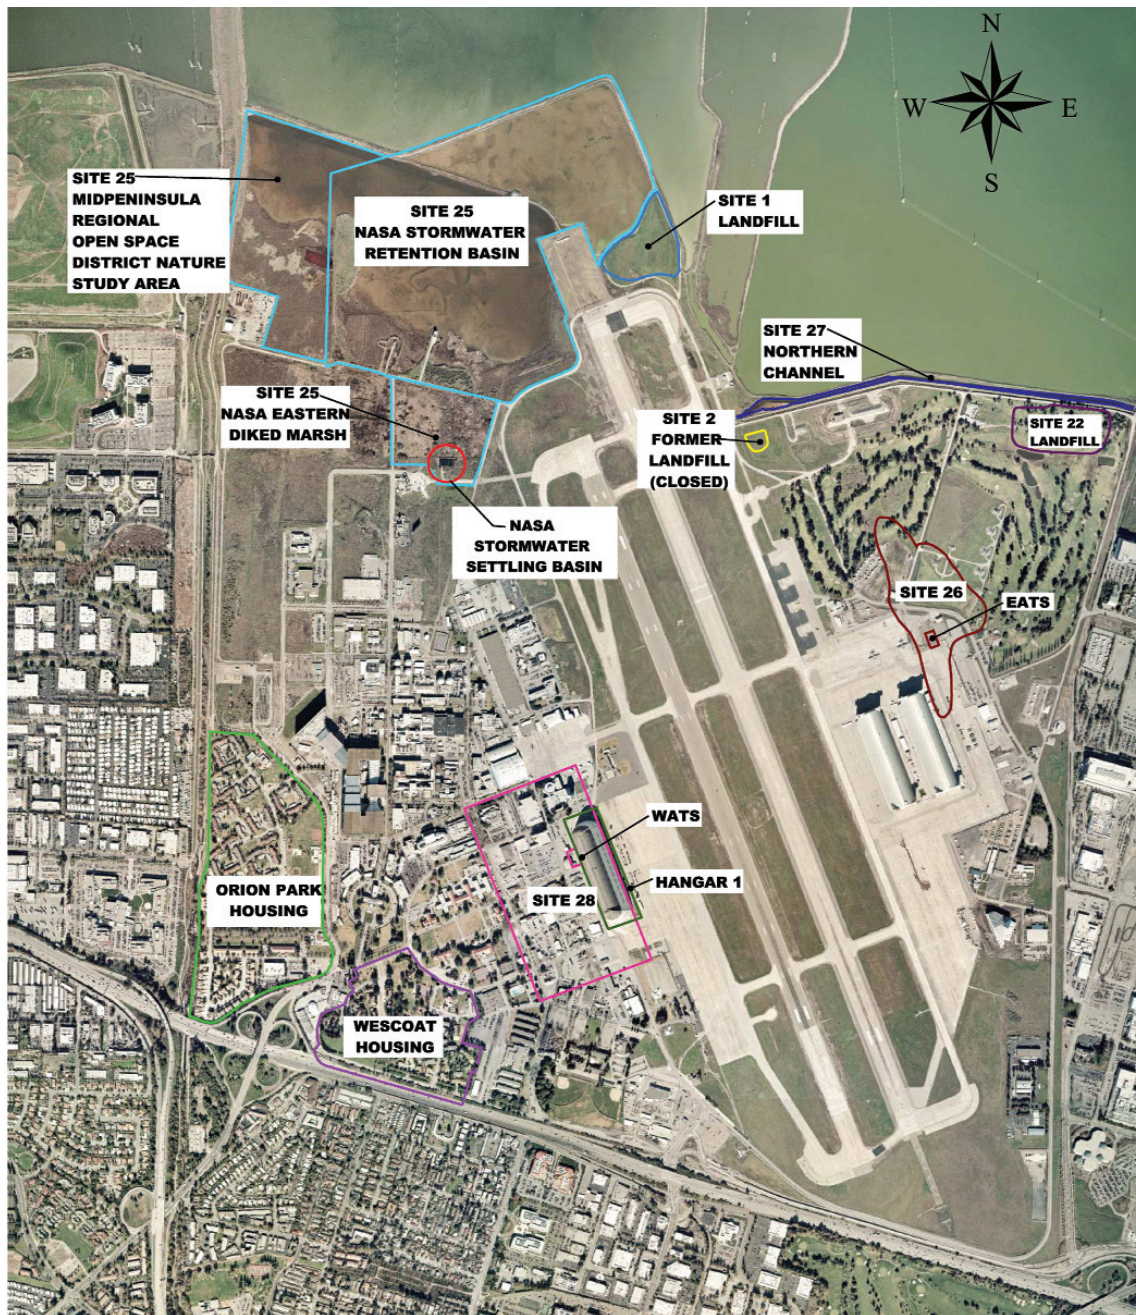 N
W
E
S
SITE 25
MIDPENINSULA
REGIONAL
OPEN SPACE
DISTRICT NATURE
STUDY AREA
SITE 25
NASA STORMWATER
RETENTION BASIN
SITE 1
LANDFILL
SITE 27
NORTHERN
CHANNEL
SITE 25
NASA EASTERN
DIKED MARSH
SITE 2
FORMER
LANDFILL
(CLOSED)
SITE 22
LANDFILL
NASA
STORMWATER
SETTLING BASIN
SITE 26
EATS
WATS
HANGAR 1
SITE 28
ORION PARK
HOUSING
WESCOAT
HOUSING